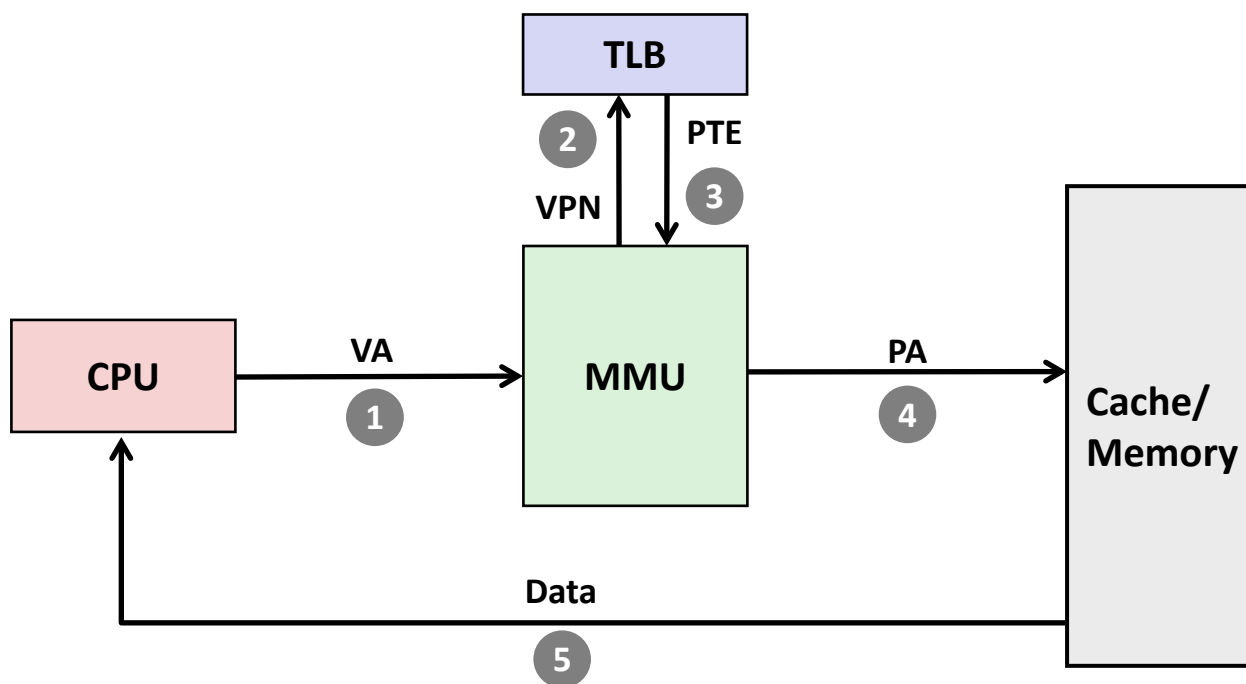 TLB
2
PTE
VPN
3
CPU
VA
1
MMU
PA
4
Cache/
Memory
Data
5